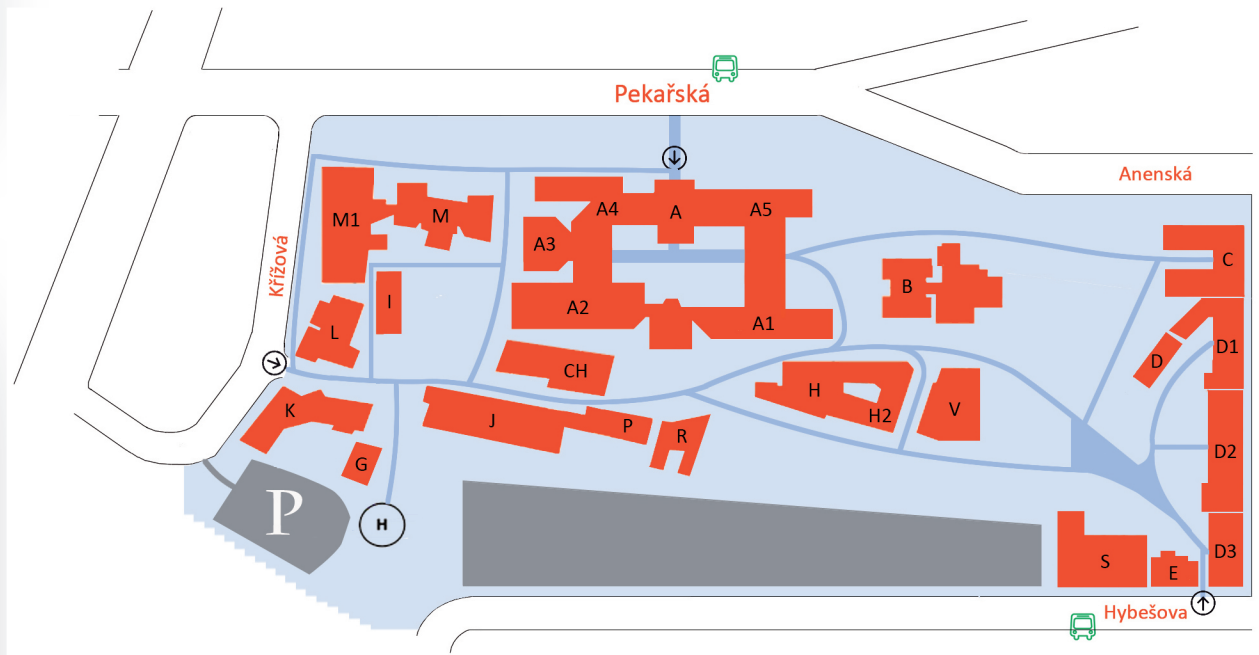 Pekařská
Anenská
Křížová
M1
M
A4
A
A5
A3
C
B
I
L
A2
A1
D1
D
CH
H
H2
V
K
J
P
R
G
D2
P
H
S
E
D3
Hybešova